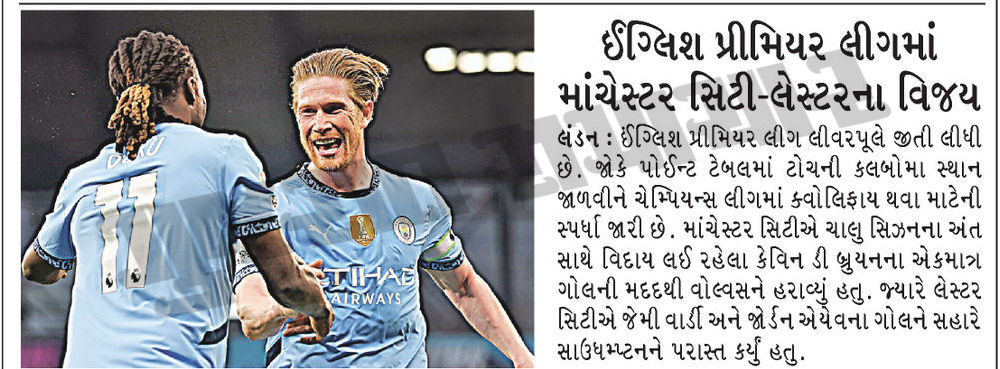 ઈંગ્લિશ પ્રીમિયર લીગમાં
માંચેસ્ટર સિટી-લેસ્ટરના વિજય
લંડન : ઈંગ્લિશ પ્રીમિયર લીગ લીવરપૂલે જીતી લીધી
છે. જોકે પોઈન્ટ ટેબલમાં ટોચની કલબોમા સ્થાન
જાળવીને ચેમ્પિયન્સ લીગમાં ક્વોલિફાય થવા માટેની
સ્પર્ધા જારી છે. માંચેસ્ટર સિટીએ ચાલુ સિઝનના અંત
સાથે વિદાય લઈ રહેલા કેવિન ડી બ્રુયનના એકમાત્ર
ગોલની મદદથી વોલ્વસને હરાવ્યું હતુ. જ્યારે લેસ્ટર
સિટીએ જેમી વાર્ડી અને જોર્ડન એયેવના ગોલને સહારે
સાઉધમ્પ્ટનને પરાસ્ત કર્યું હતુ.
11
ETIHAD
AIRWAYS